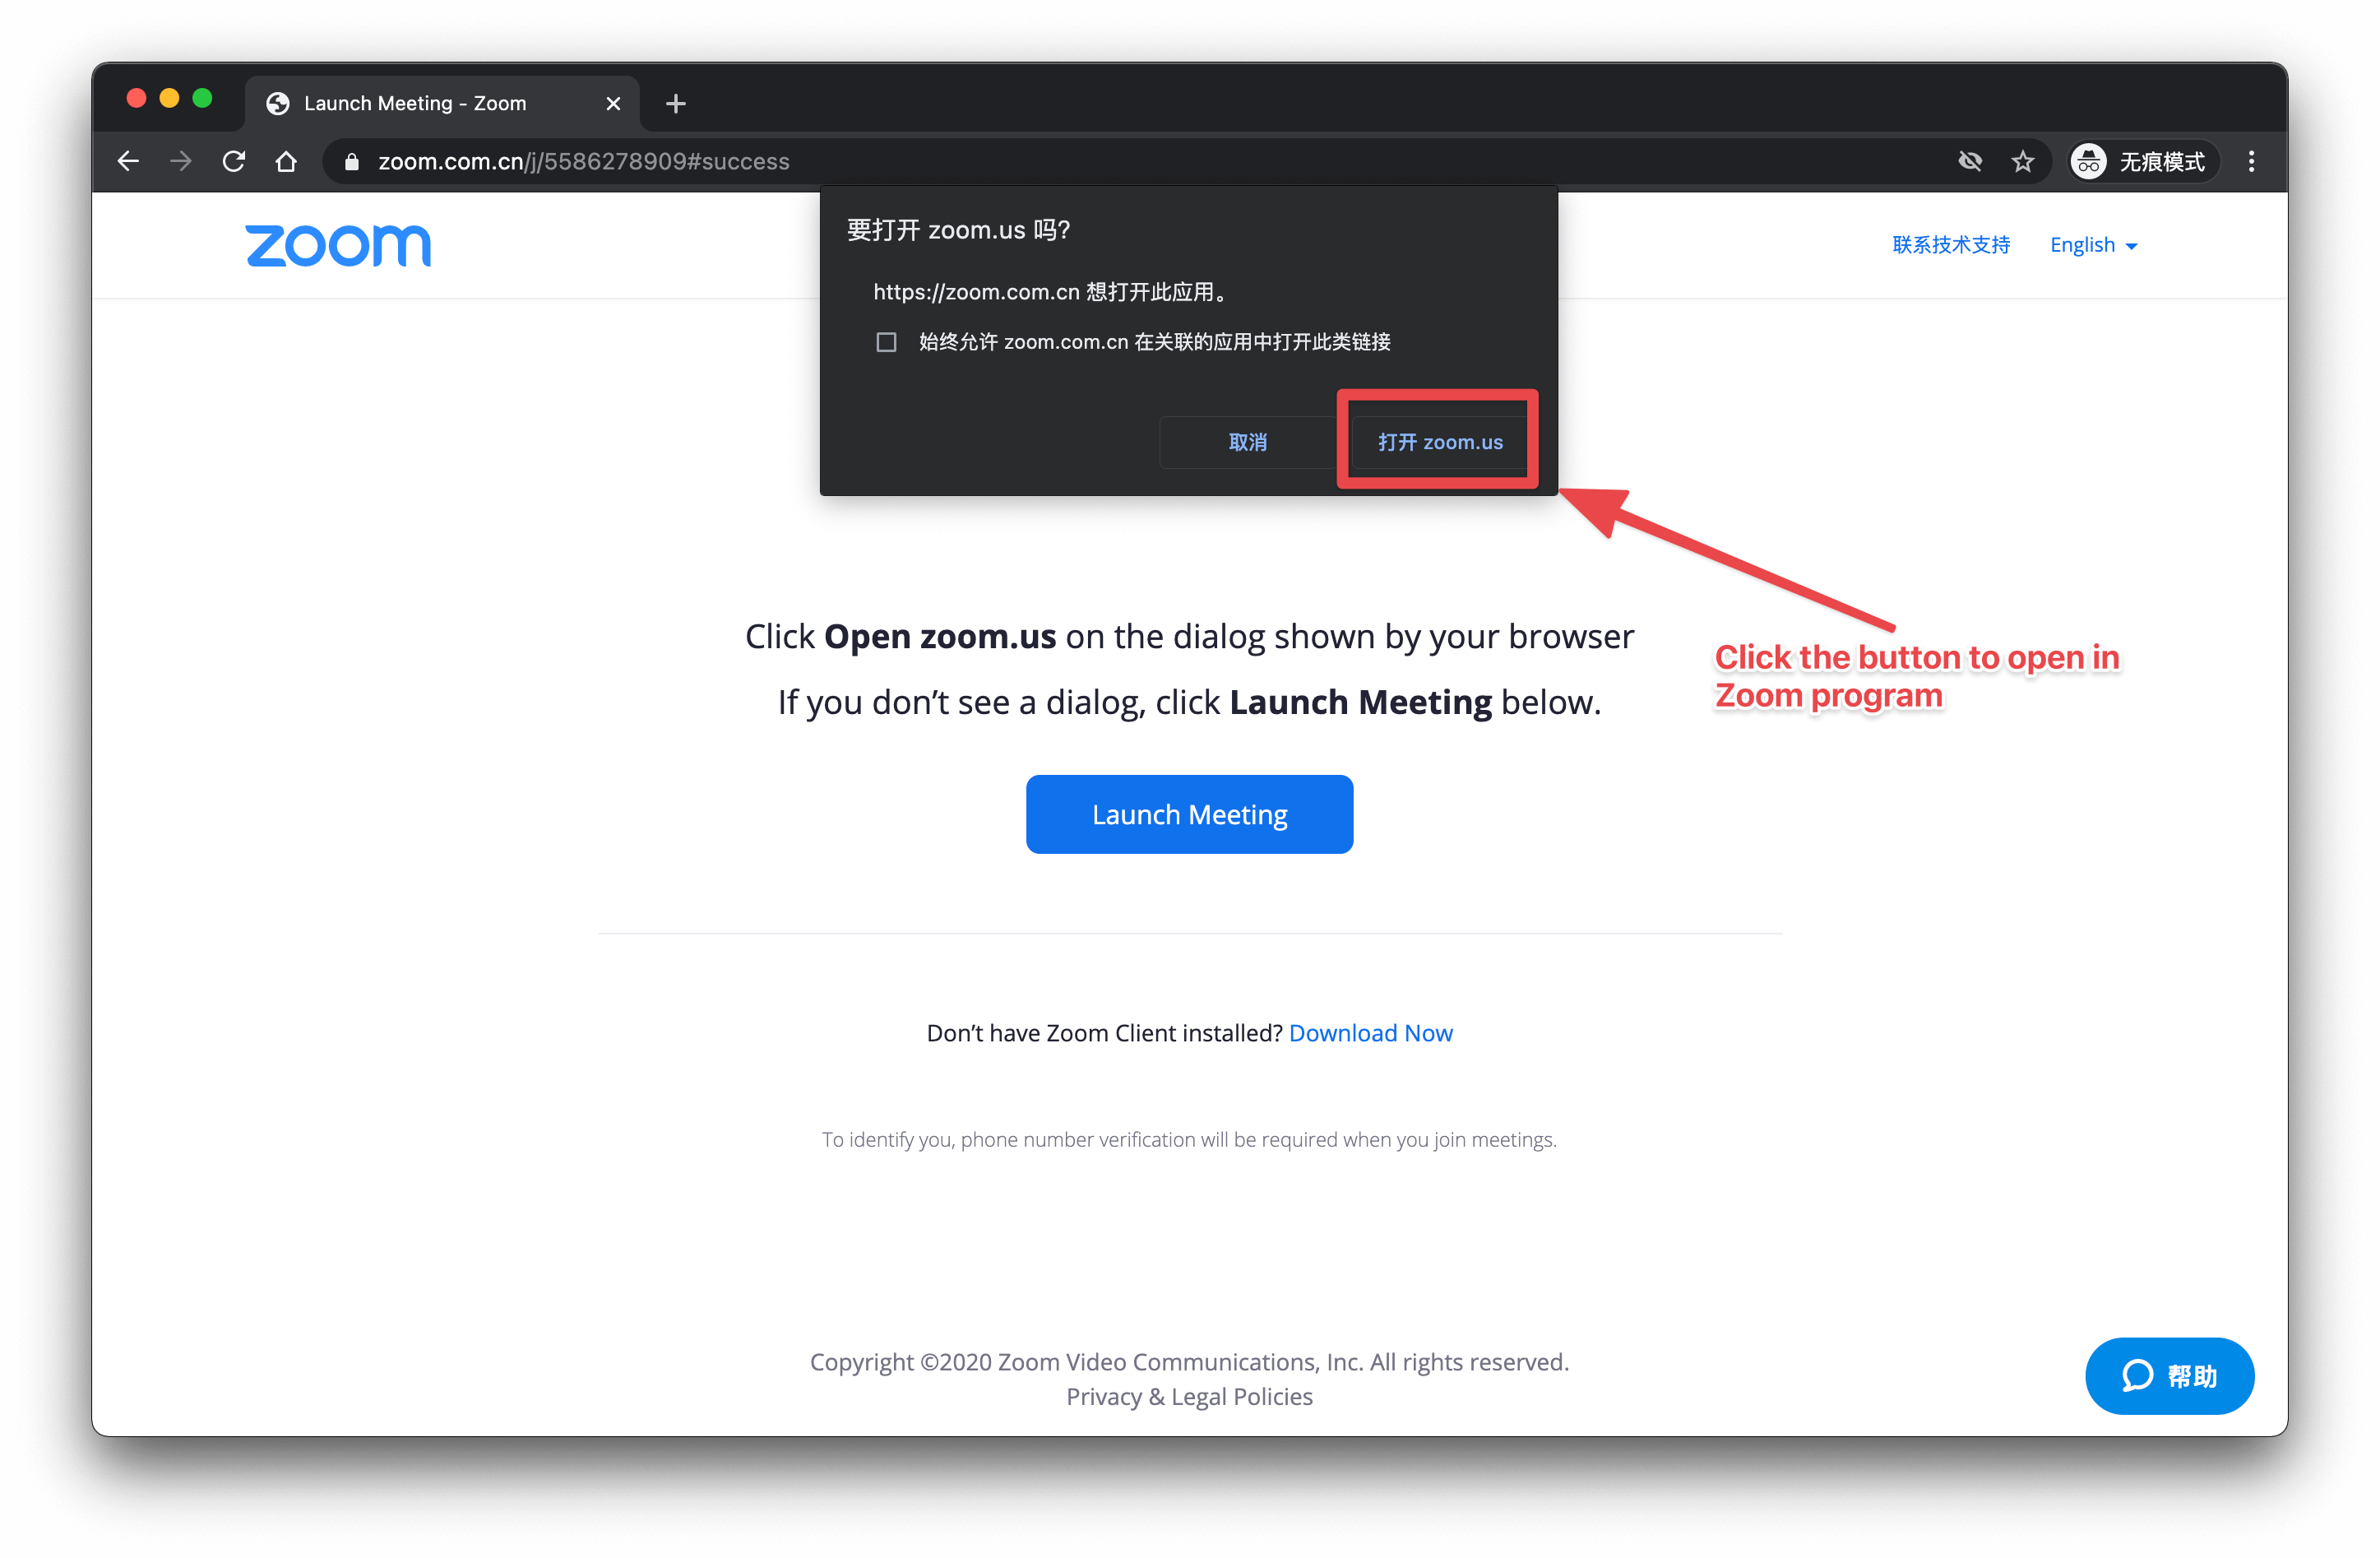 Launch Meeting - Zoom
zoom.com.cn/j/5586278909#success
无痕模式
zoom
联系技术支持
English
要打开 zoom.us 吗?
https://zoom.com.cn 想打开此应用。
始终允许 zoom.com.cn 在关联的应用中打开此类链接
取消
打开 zoom.us
Click Open zoom.us on the dialog shown by your browser
If you don’t see a dialog, click Launch Meeting below.
Click the button to open in
Zoom program
Launch Meeting
Don’t have Zoom Client installed? Download Now
To identify you, phone number verification will be required when you join meetings.
Copyright ©2020 Zoom Video Communications, Inc. All rights reserved.
Privacy & Legal Policies
帮助